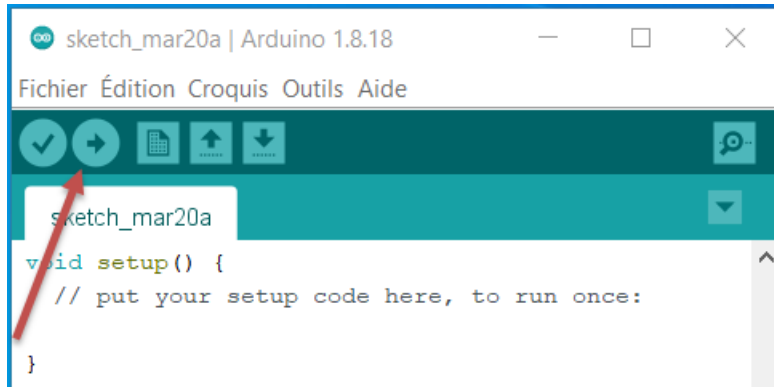 sketch_mar20a | Arduino 1.8.18
Fichier Édition Croquis Outils Aide
sketch_mar20a
void setup() {
// put your setup code here, to run once:
}